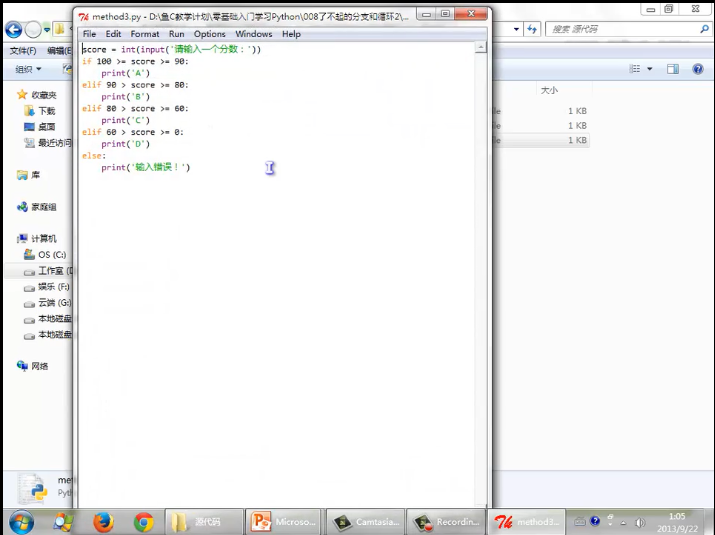 method3.py - D:\鱼C教学计划\零基础入门学习Python\008了不起的分支和循环2\
File Edit Format Run Options Windows Help
score = int(input('请输入一个分数：'))
if 100 >= score >= 90:
print('A')
elif 90 > score >= 80:
print('B')
elif 80 > score >= 60:
print('C')
elif 60 > score >= 0:
print('D')
else:
print('输入错误！')
搜索 源代码
文件(F) 编辑(E)
组织
大小
收藏夹
下载
桌面
最近访问
库
家庭组
计算机
OS (C:)
工作室 (D
娱乐 (F:)
云端 (G:)
本地磁盘
本地磁盘
网络
ile 1 KB
ile 1 KB
ile 1 KB
met
Pyth
源代码
Microso...
Camtasia...
Recordin...
method3...
1:05
2013/9/22